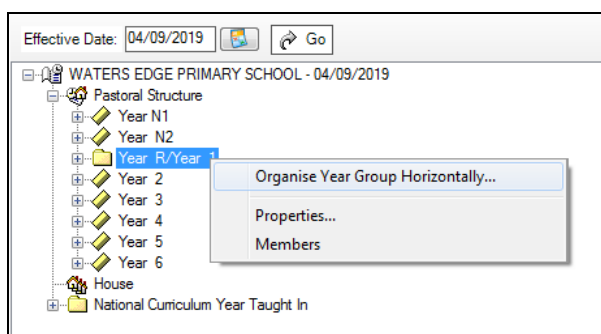 Effective Date: 04/09/2019 Go
WATERS EDGE PRIMARY SCHOOL - 04/09/2019
Pastoral Structure
Year N1
Year N2
Year R/Year 1
Organise Year Group Horizontally...
Year 2
Year 3
Properties...
Year 4
Members
Year 5
Year 6
House
National Curriculum Year Taught In